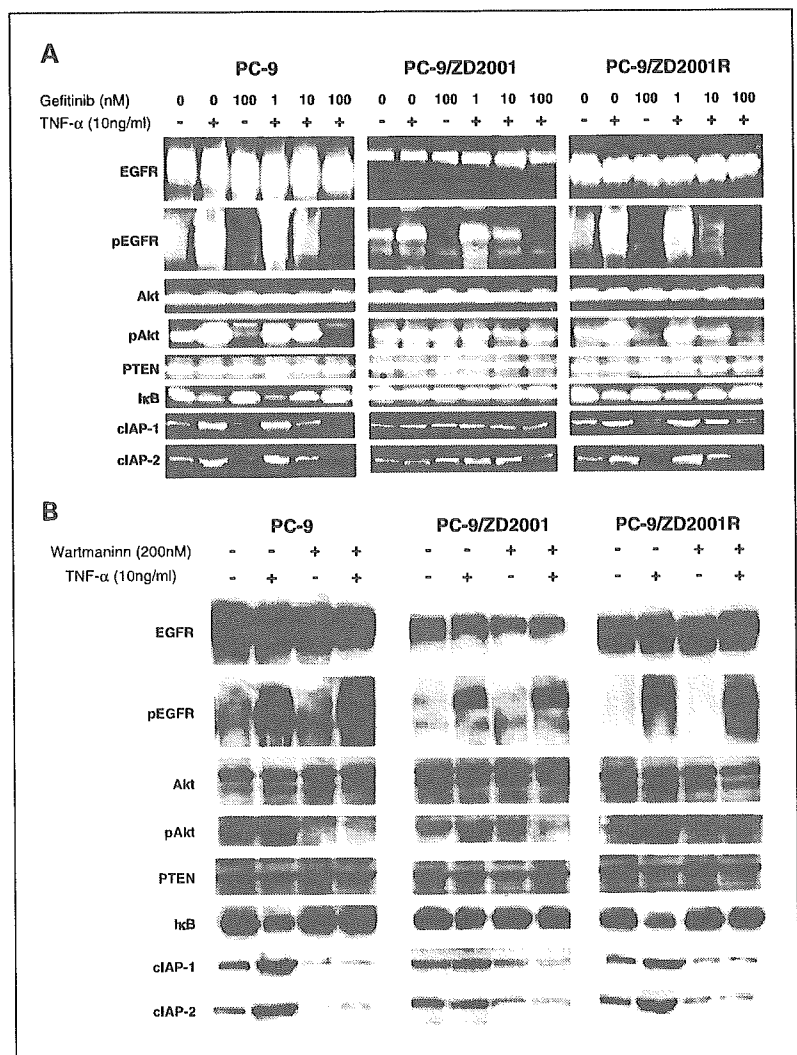 A
PC-9 PC-9/ZD2001 PC-9/ZD2001R
Gefitinib (nM) 0 0 100 1 10 100 0 0 100 1 10 100 0 0 100 1 10 100
TNF-α (10ng/ml) - + - + + + - + - + + + - + - + + +
EGFR
pEGFR
Akt
pAkt
PTEN
IκB
cIAP-1
cIAP-2
B
PC-9 PC-9/ZD2001 PC-9/ZD2001R
Wartmaninn (200nM) - - + + - - + + - - + +
TNF-α (10ng/ml) - + - + - + - + - + - +
EGFR
pEGFR
Akt
pAkt
PTEN
IκB
cIAP-1
cIAP-2